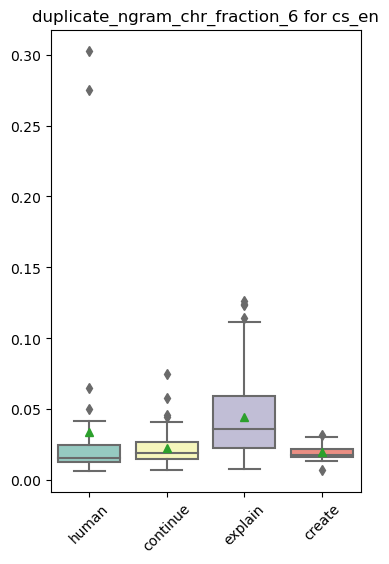 duplicate_ngram_chr_fraction_6 for cs_en
0.30
0.25
0.20
0.15
0.10
0.05
0.00
human
continue
explain
create